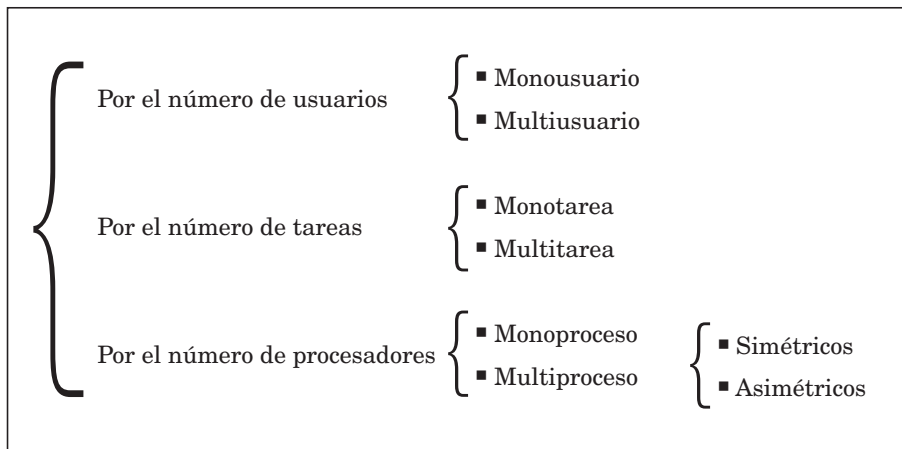 Por el número de usuarios
■ Monousuario
■ Multiusuario
Por el número de tareas
■ Monotarea
■ Multitarea
Por el número de procesadores
■ Monoproceso
■ Multiproceso
■ Simétricos
■ Asimétricos